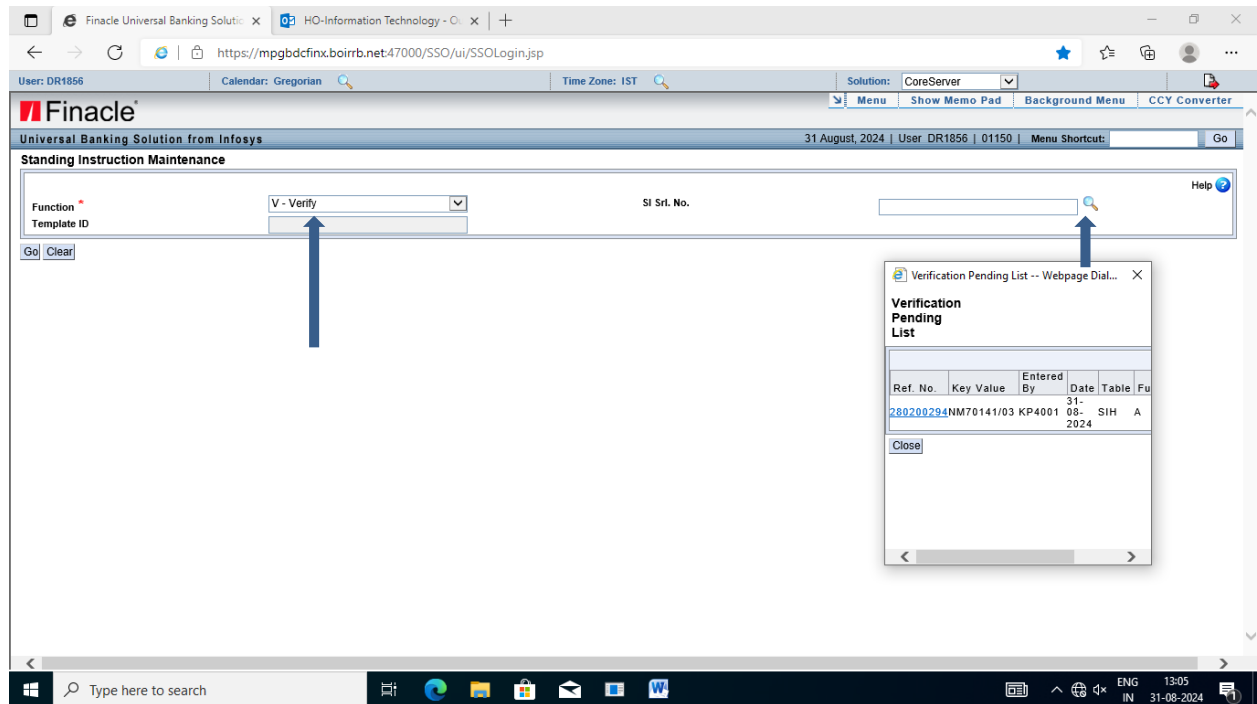 Finacle Universal Banking Solutic
HO-Information Technology - Ou
https://mpgbdcfinx.boirrb.net:47000/SSO/ui/SSOLogin.jsp
User: DR1856 Calendar: Gregorian Time Zone: IST Solution: CoreServer
Finacle
Menu Show Memo Pad Background Menu CCY Converter
Universal Banking Solution from Infosys 31 August, 2024 | User DR1856 | 01150 | Menu Shortcut: Go
Standing Instruction Maintenance
Help
Function * V - Verify SI Srl. No.
Template ID
Go Clear
Verification Pending List -- Webpage Dial...
Verification
Pending
List
Ref. No. Key Value Entered By Date Table Fu
280200294 NM70141/03 KP4001 31-08-2024 SIH A
Close
Type here to search
ENG 13:05
IN 31-08-2024